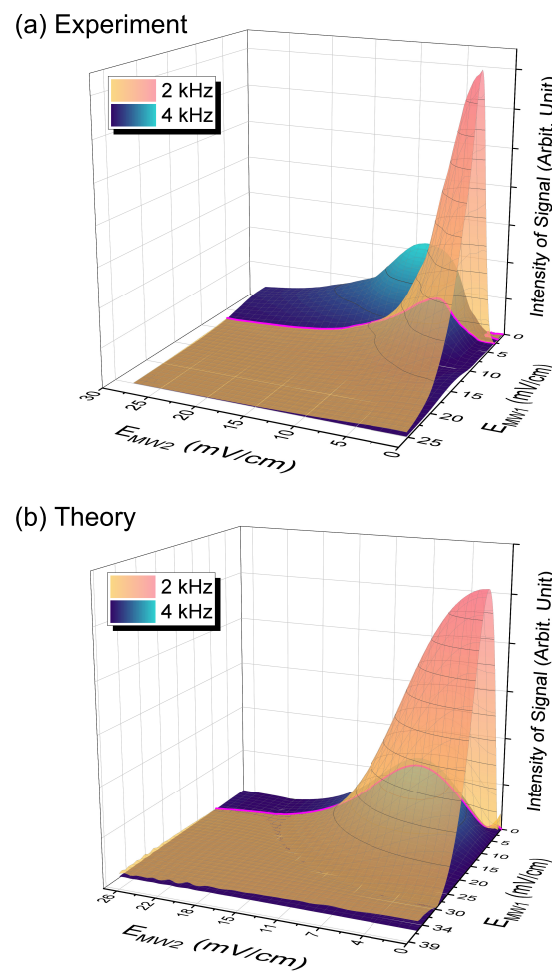 (a) Experiment
2 kHz
4 kHz
Intensity of Signal (Arbit. Unit)
0
5
10
15
20
25
E_MW1 (mV/cm)
30
25
20
15
10
5
0
E_MW2 (mV/cm)
(b) Theory
2 kHz
4 kHz
Intensity of Signal (Arbit. Unit)
0
5
10
15
20
25
30
34
39
E_MW1 (mV/cm)
26
22
18
15
11
7
4
0
E_MW2 (mV/cm)